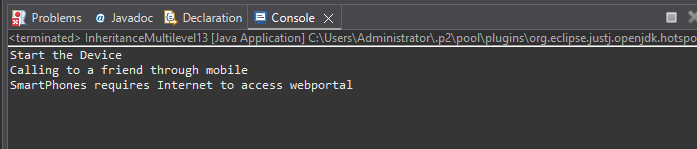 Problems @ Javadoc Declaration Console
<terminated> InheritanceMultilevel13 [Java Application] C:\Users\Administrator\.p2\pool\plugins\org.eclipse.justj.openjdk.hotspo
Start the Device
Calling to a friend through mobile
SmartPhones requires Internet to access webportal